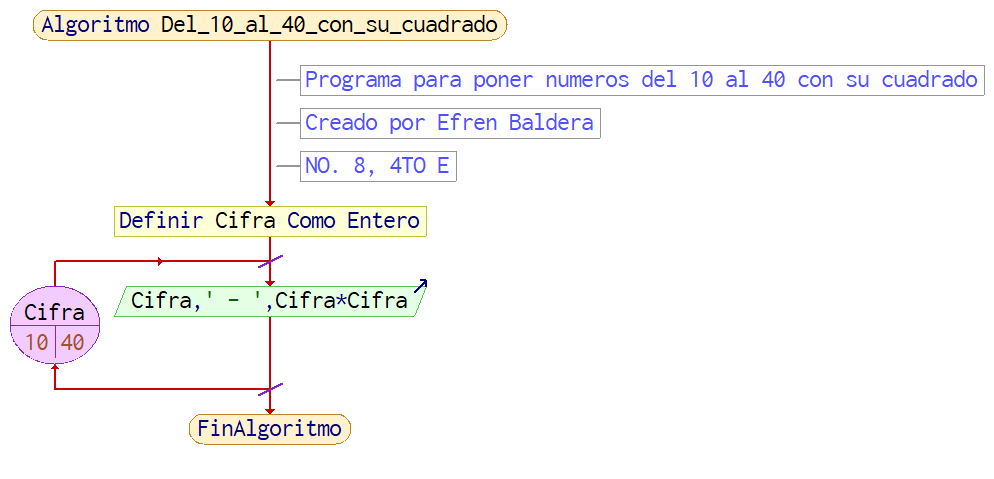 Algoritmo Del_10_al_40_con_su_cuadrado
Programa para poner numeros del 10 al 40 con su cuadrado
Creado por Efren Baldera
NO. 8, 4TO E
Definir Cifra Como Entero
Cifra,' - ',Cifra*Cifra
Cifra
10 40
FinAlgoritmo